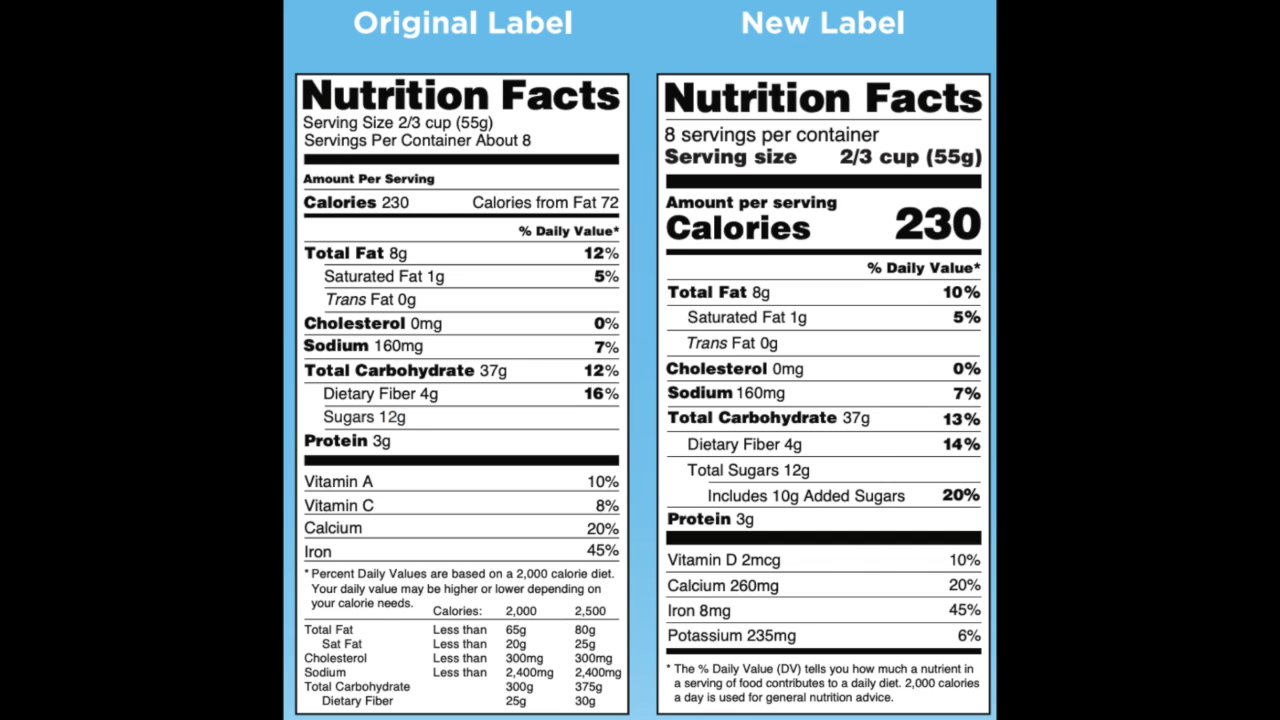 Original Label
Nutrition Facts
Serving Size 2/3 cup (55g)
Servings Per Container About 8
Amount Per Serving
Calories 230 Calories from Fat 72
% Daily Value*
Total Fat 8g 12%
Saturated Fat 1g 5%
Trans Fat 0g
Cholesterol 0mg 0%
Sodium 160mg 7%
Total Carbohydrate 37g 12%
Dietary Fiber 4g 16%
Sugars 12g
Protein 3g
Vitamin A 10%
Vitamin C 8%
Calcium 20%
Iron 45%
* Percent Daily Values are based on a 2,000 calorie diet.
Your daily value may be higher or lower depending on
your calorie needs.
Calories: 2,000 2,500
Total Fat Less than 65g 80g
Sat Fat Less than 20g 25g
Cholesterol Less than 300mg 300mg
Sodium Less than 2,400mg 2,400mg
Total Carbohydrate 300g 375g
Dietary Fiber 25g 30g
New Label
Nutrition Facts
8 servings per container
Serving size 2/3 cup (55g)
Amount per serving
Calories 230
% Daily Value*
Total Fat 8g 10%
Saturated Fat 1g 5%
Trans Fat 0g
Cholesterol 0mg 0%
Sodium 160mg 7%
Total Carbohydrate 37g 13%
Dietary Fiber 4g 14%
Total Sugars 12g
Includes 10g Added Sugars 20%
Protein 3g
Vitamin D 2mcg 10%
Calcium 260mg 20%
Iron 8mg 45%
Potassium 235mg 6%
* The % Daily Value (DV) tells you how much a nutrient in
a serving of food contributes to a daily diet. 2,000 calories
a day is used for general nutrition advice.